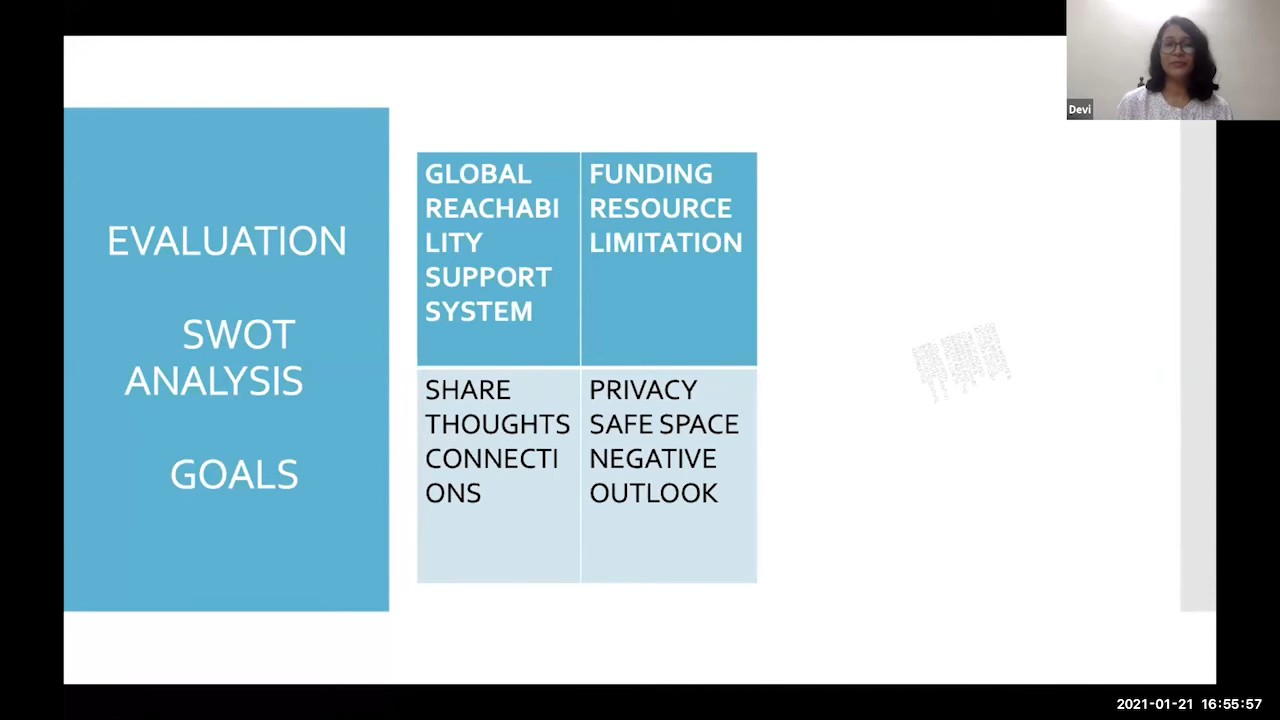 EVALUATION
SWOT
ANALYSIS
GOALS
GLOBAL
REACHABI
LITY
SUPPORT
SYSTEM
FUNDING
RESOURCE
LIMITATION
SHARE
THOUGHTS
CONNECTI
ONS
PRIVACY
SAFE SPACE
NEGATIVE
OUTLOOK
Devi
2021-01-21 16:55:57